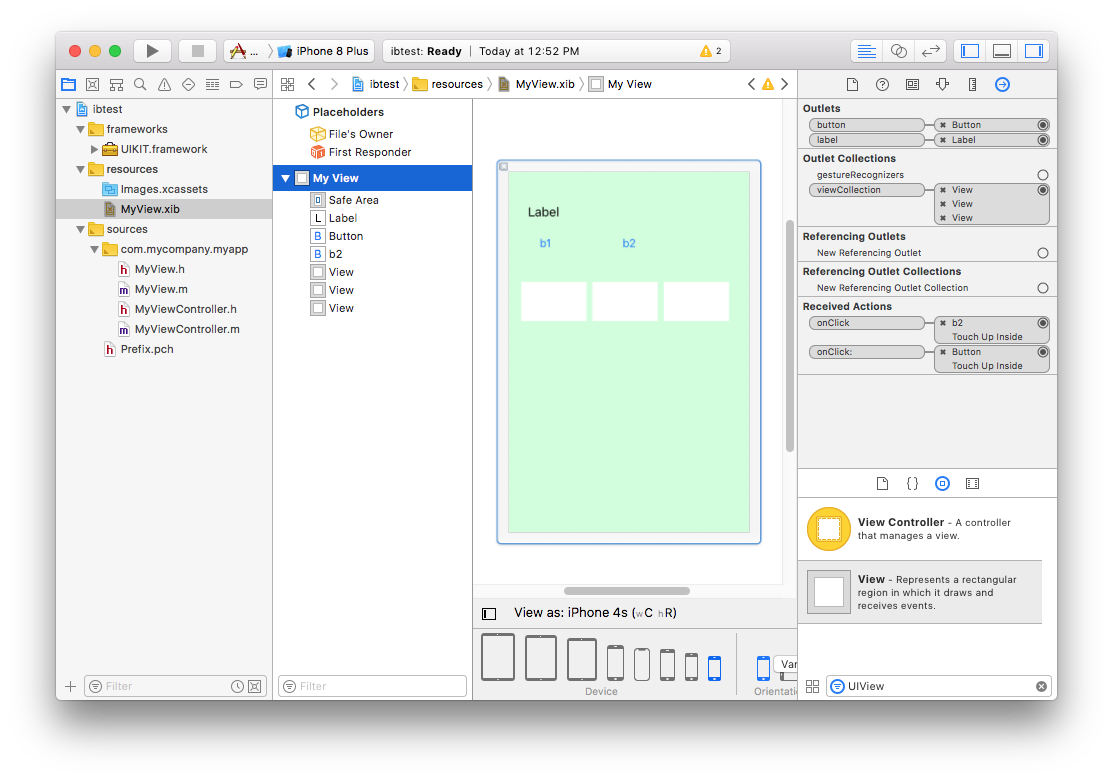 ... iPhone 8 Plus
ibtest: Ready | Today at 12:52 PM
2
ibtest
resources
MyView.xib
My View
ibtest
frameworks
UIKIT.framework
resources
Images.xcassets
MyView.xib
sources
com.mycompany.myapp
MyView.h
MyView.m
MyViewController.h
MyViewController.m
Prefix.pch
Filter
Placeholders
File's Owner
First Responder
My View
Safe Area
L Label
B Button
B b2
View
View
View
Filter
Label
b1 b2
View as: iPhone 4s (wC hR)
Device
Var
Orientatio
Outlets
button Button
label Label
Outlet Collections
gestureRecognizers
viewCollection View
View
View
Referencing Outlets
New Referencing Outlet
Referencing Outlet Collections
New Referencing Outlet Collection
Received Actions
onClick b2
Touch Up Inside
onClick: Button
Touch Up Inside
{}
View Controller - A controller
that manages a view.
View - Represents a rectangular
region in which it draws and
receives events.
UIView